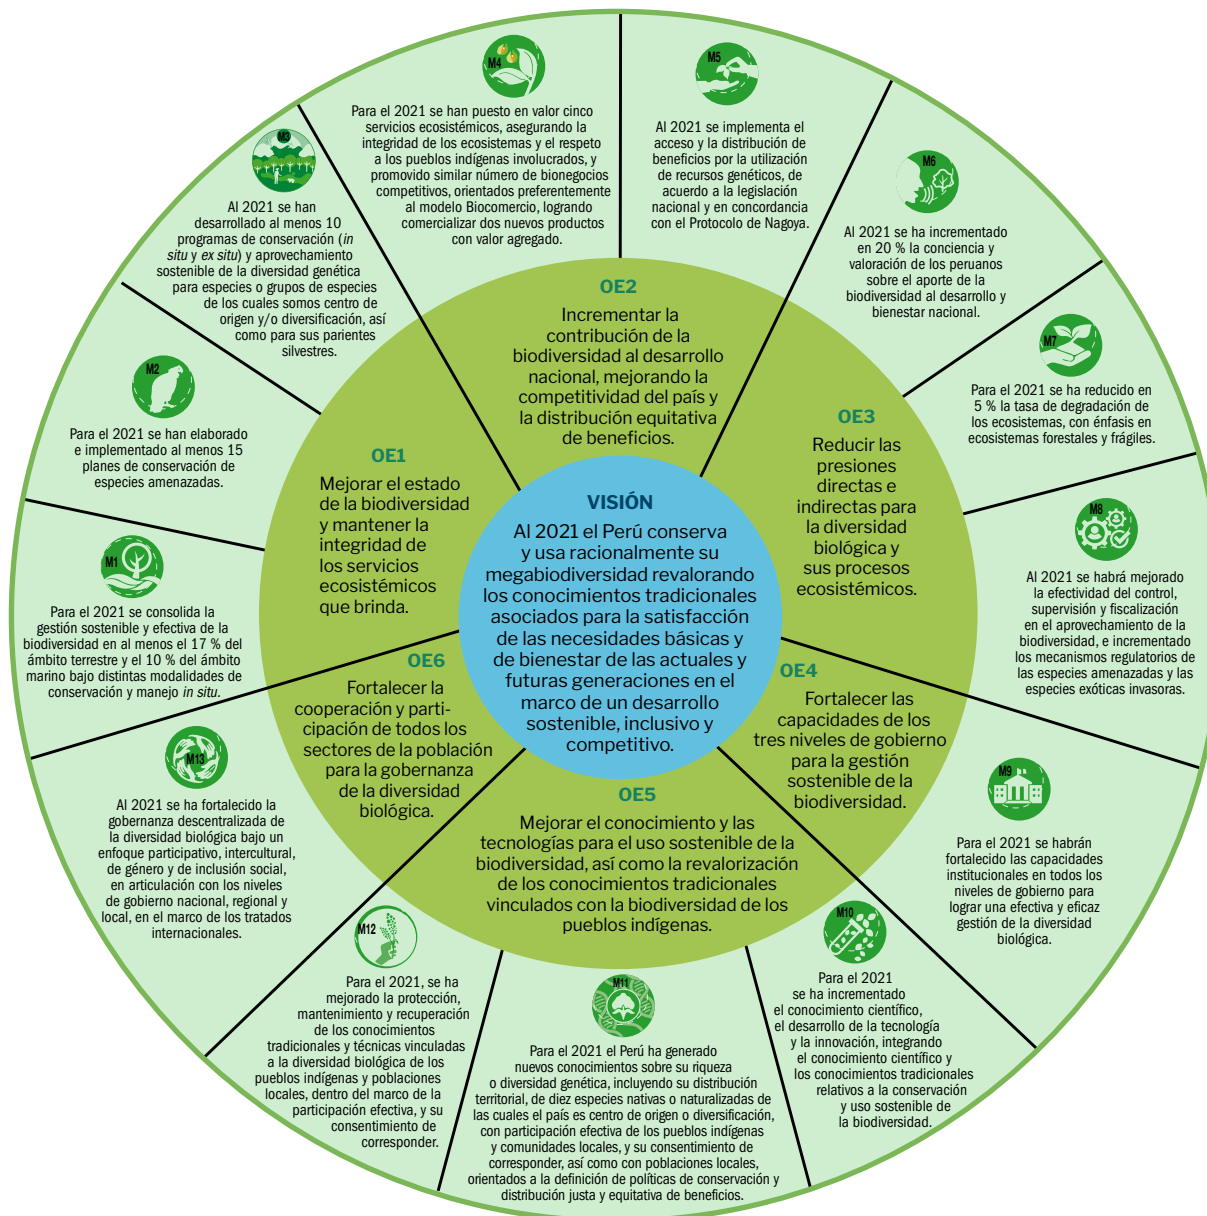 VISIÓN
Al 2021 el Perú conserva
y usa racionalmente su
megabiodiversidad revalorando
los conocimientos tradicionales
asociados para la satisfacción
de las necesidades básicas y
de bienestar de las actuales y
futuras generaciones en el
marco de un desarrollo
sostenible, inclusivo y
competitivo.
OE1
Mejorar el estado
de la biodiversidad
y mantener la
integridad de
los servicios
ecosistémicos
que brinda.
M1
Para el 2021 se consolida la
gestión sostenible y efectiva de la
biodiversidad en al menos el 17 % del
ámbito terrestre y el 10 % del ámbito
marino bajo distintas modalidades de
conservación y manejo in situ.
M2
Para el 2021 se han elaborado
e implementado al menos 15
planes de conservación de
especies amenazadas.
M3
Al 2021 se han
desarrollado al menos 10
programas de conservación (in
situ y ex situ) y aprovechamiento
sostenible de la diversidad genética
para especies o grupos de especies
de los cuales somos centro de
origen y/o diversificación, así
como para sus parientes
silvestres.
OE2
Incrementar la
contribución de la
biodiversidad al desarrollo
nacional, mejorando la
competitividad del país y
la distribución equitativa
de beneficios.
M4
Para el 2021 se han puesto en valor cinco
servicios ecosistémicos, asegurando la
integridad de los ecosistemas y el respeto
a los pueblos indígenas involucrados, y
promovido similar número de bionegocios
competitivos, orientados preferentemente
al modelo Biocomercio, logrando
comercializar dos nuevos productos
con valor agregado.
M5
Al 2021 se implementa el
acceso y la distribución de
beneficios por la utilización
de recursos genéticos, de
acuerdo a la legislación
nacional y en concordancia
con el Protocolo de Nagoya.
OE3
Reducir las
presiones
directas e
indirectas para
la diversidad
biológica y
sus procesos
ecosistémicos.
M6
Al 2021 se ha incrementado
en 20 % la conciencia y
valoración de los peruanos
sobre el aporte de la
biodiversidad al desarrollo y
bienestar nacional.
M7
Para el 2021 se ha reducido en
5 % la tasa de degradación de
los ecosistemas, con énfasis en
ecosistemas forestales y frágiles.
M8
Al 2021 se habrá mejorado
la efectividad del control,
supervisión y fiscalización
en el aprovechamiento de la
biodiversidad, e incrementado
los mecanismos regulatorios de
las especies amenazadas y las
especies exóticas invasoras.
OE4
Fortalecer las
capacidades de los
tres niveles de gobierno
para la gestión
sostenible de la
biodiversidad.
M9
Para el 2021 se habrán
fortalecido las capacidades
institucionales en todos los
niveles de gobierno para
lograr una efectiva y eficaz
gestión de la diversidad
biológica.
OE5
Mejorar el conocimiento y las
tecnologías para el uso sostenible de la
biodiversidad, así como la revalorización
de los conocimientos tradicionales
vinculados con la biodiversidad de los
pueblos indígenas.
M10
Para el 2021
se ha incrementado
el conocimiento científico,
el desarrollo de la tecnología
y la innovación, integrando
el conocimiento científico y
los conocimientos tradicionales
relativos a la conservación
y uso sostenible de
la biodiversidad.
M11
Para el 2021 el Perú ha generado
nuevos conocimientos sobre su riqueza
o diversidad genética, incluyendo su distribución
territorial, de diez especies nativas o naturalizadas de
las cuales el país es centro de origen o diversificación,
con participación efectiva de los pueblos indígenas
y comunidades locales, y su consentimiento de
corresponder, así como con poblaciones locales,
orientados a la definición de políticas de conservación y
distribución justa y equitativa de beneficios.
M12
Para el 2021, se ha
mejorado la protección,
mantenimiento y recuperación
de los conocimientos
tradicionales y técnicas vinculadas
a la diversidad biológica de los
pueblos indígenas y poblaciones
locales, dentro del marco de la
participación efectiva, y su
consentimiento de
corresponder.
OE6
Fortalecer la
cooperación y parti-
cipación de todos los
sectores de la población
para la gobernanza
de la diversidad
biológica.
M13
Al 2021 se ha fortalecido la
gobernanza descentralizada de
la diversidad biológica bajo un
enfoque participativo, intercultural,
de género y de inclusión social,
en articulación con los niveles
de gobierno nacional, regional y
local, en el marco de los tratados
internacionales.